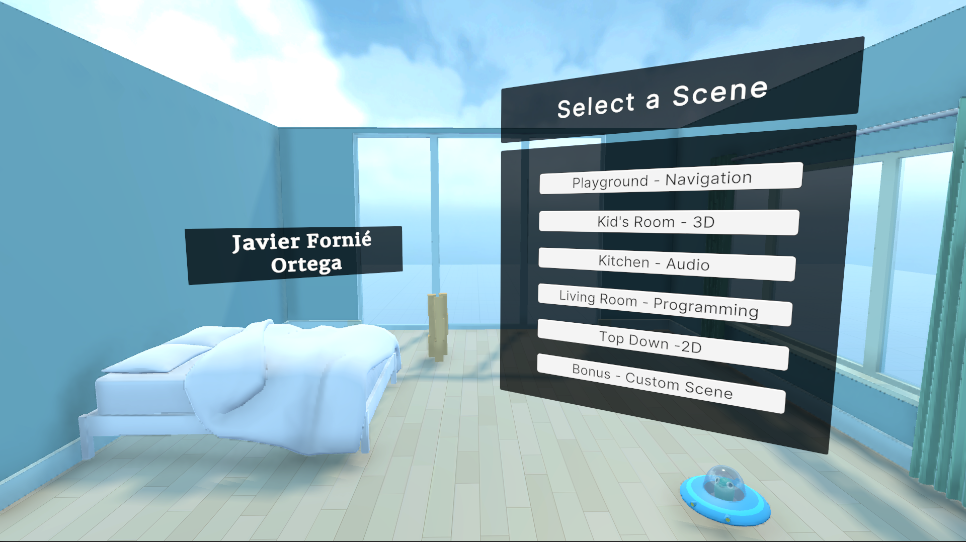 Select a Scene
Playground - Navigation
Kid's Room - 3D
Kitchen - Audio
Living Room - Programming
Top Down -2D
Bonus - Custom Scene
Javier Fornié
Ortega